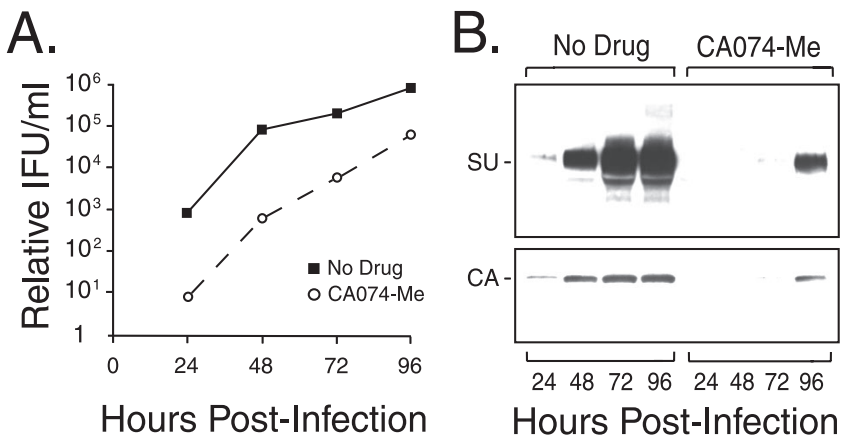 A.
Relative IFU/ml
10⁶
10⁵
10⁴
10³
10²
10¹
1
0 24 48 72 96
Hours Post-Infection
■ No Drug
○ CA074-Me
B.
No Drug CA074-Me
SU -
CA -
24 48 72 96 24 48 72 96
Hours Post-Infection